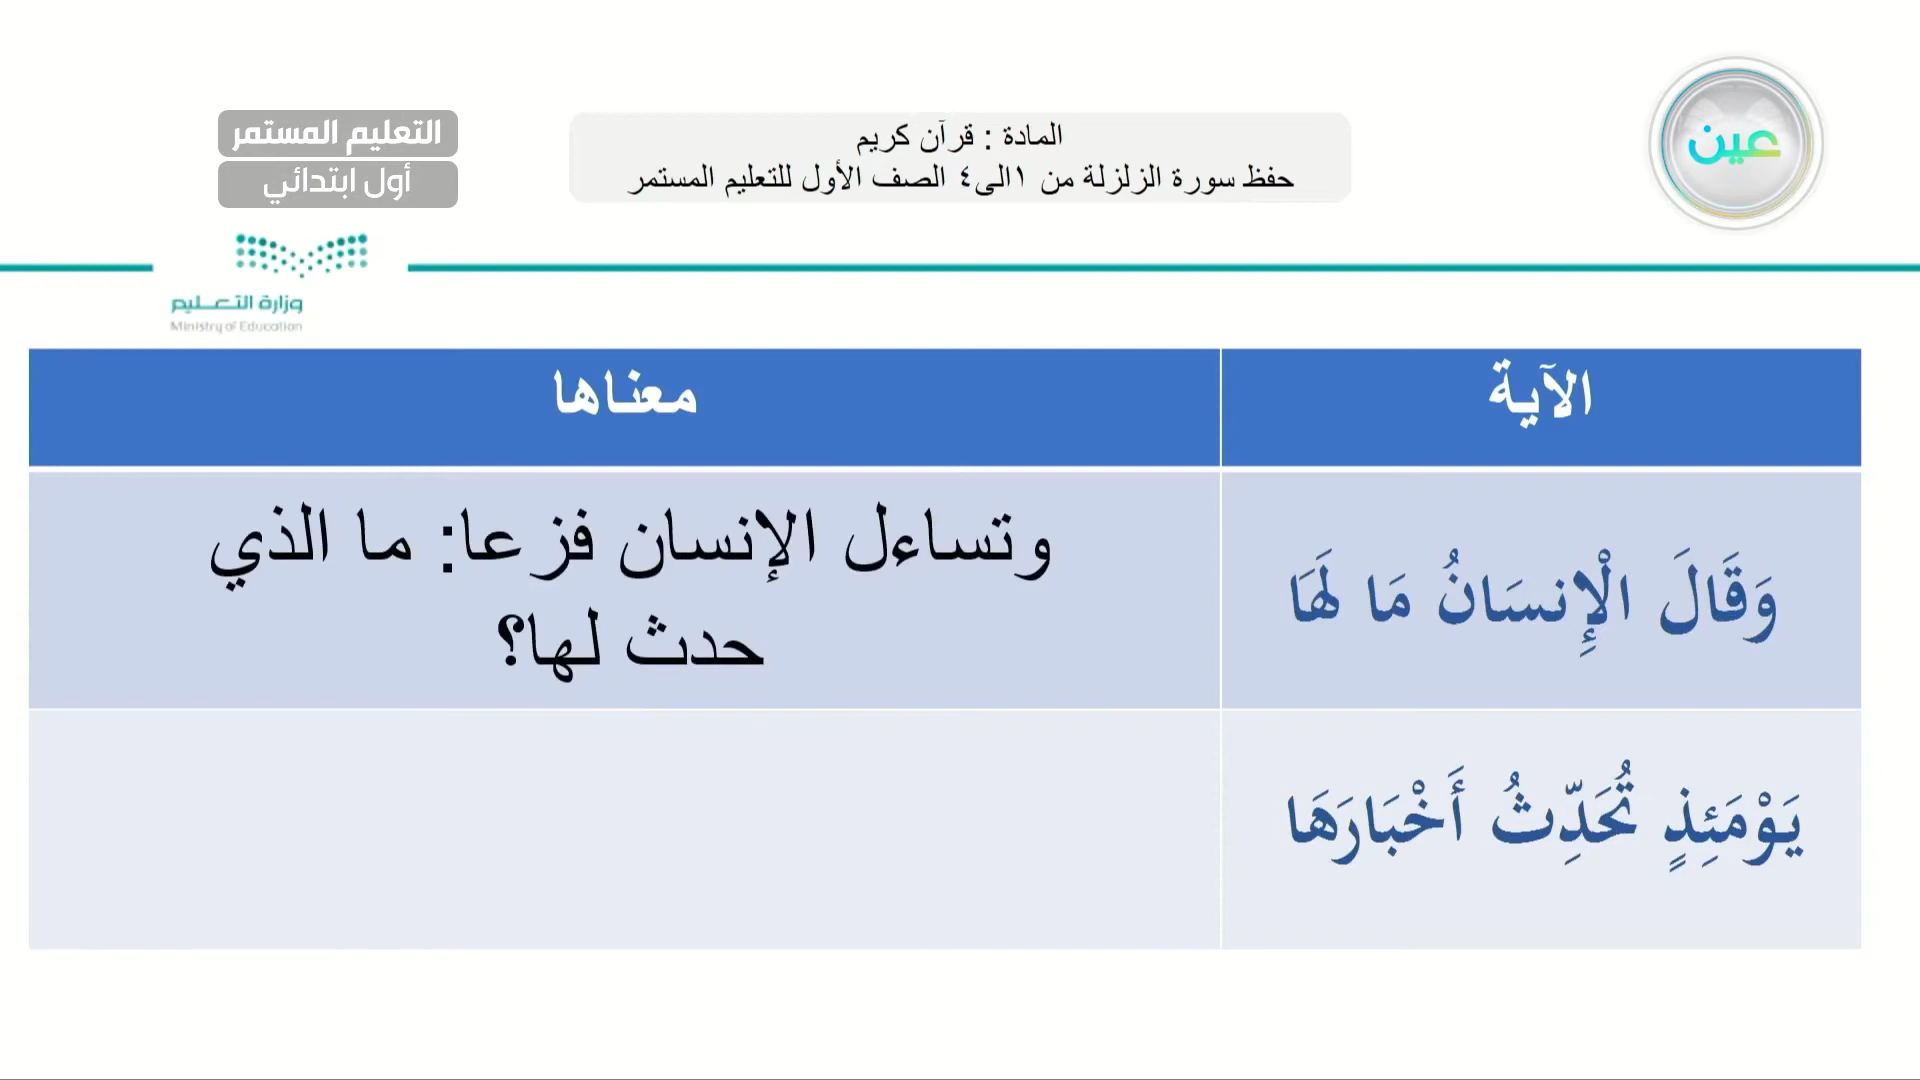 عين
المادة : قرآن كريم
حفظ سورة الزلزلة من ١الى٤ الصف الأول للتعليم المستمر
التعليم المستمر
أول ابتدائي
وزارة التعليم
Ministry of Education
الآية
معناها
وَقَالَ الْإِنسَانُ مَا لَهَا
وتساءل الإنسان فزعا: ما الذي
حدث لها؟
يَوْمَئِذٍ تُحَدِّثُ أَخْبَارَهَا